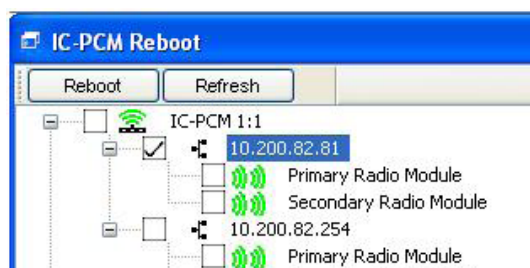 IC-PCM Reboot
Reboot Refresh
IC-PCM 1:1
10.200.82.81
Primary Radio Module
Secondary Radio Module
10.200.82.254
Primary Radio Module